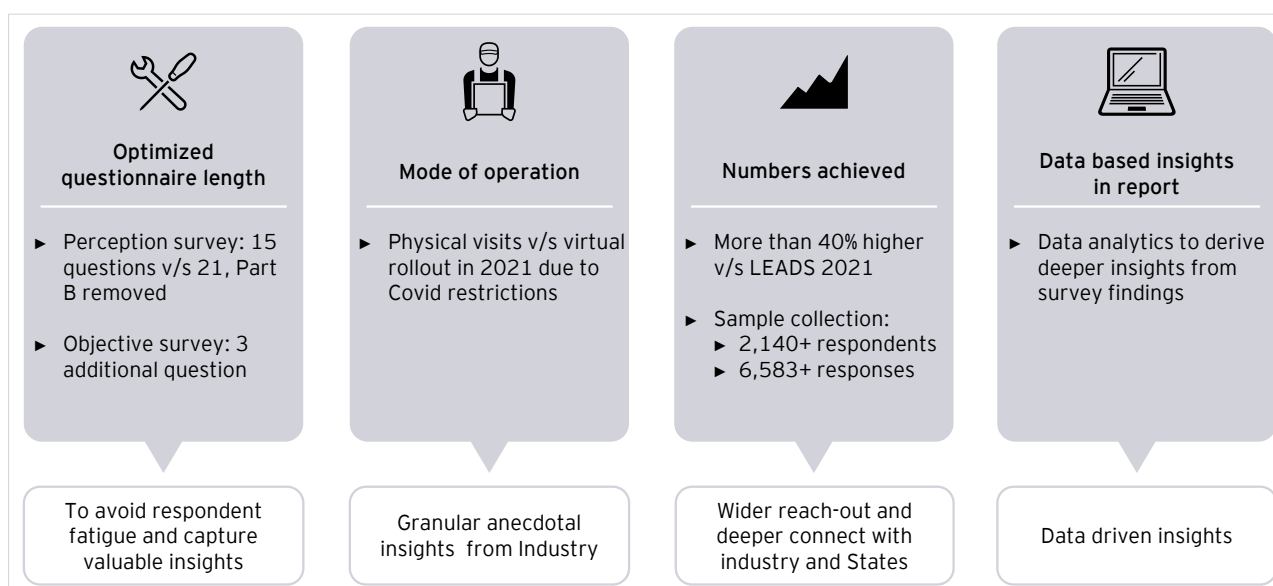 Optimized
questionnaire length
► Perception survey: 15
questions v/s 21, Part
B removed
► Objective survey: 3
additional question
To avoid respondent
fatigue and capture
valuable insights
Mode of operation
► Physical visits v/s virtual
rollout in 2021 due to
Covid restrictions
Granular anecdotal
insights from Industry
Numbers achieved
► More than 40% higher
v/s LEADS 2021
► Sample collection:
► 2,140+ respondents
► 6,583+ responses
Wider reach-out and
deeper connect with
industry and States
Data based insights
in report
► Data analytics to derive
deeper insights from
survey findings
Data driven insights